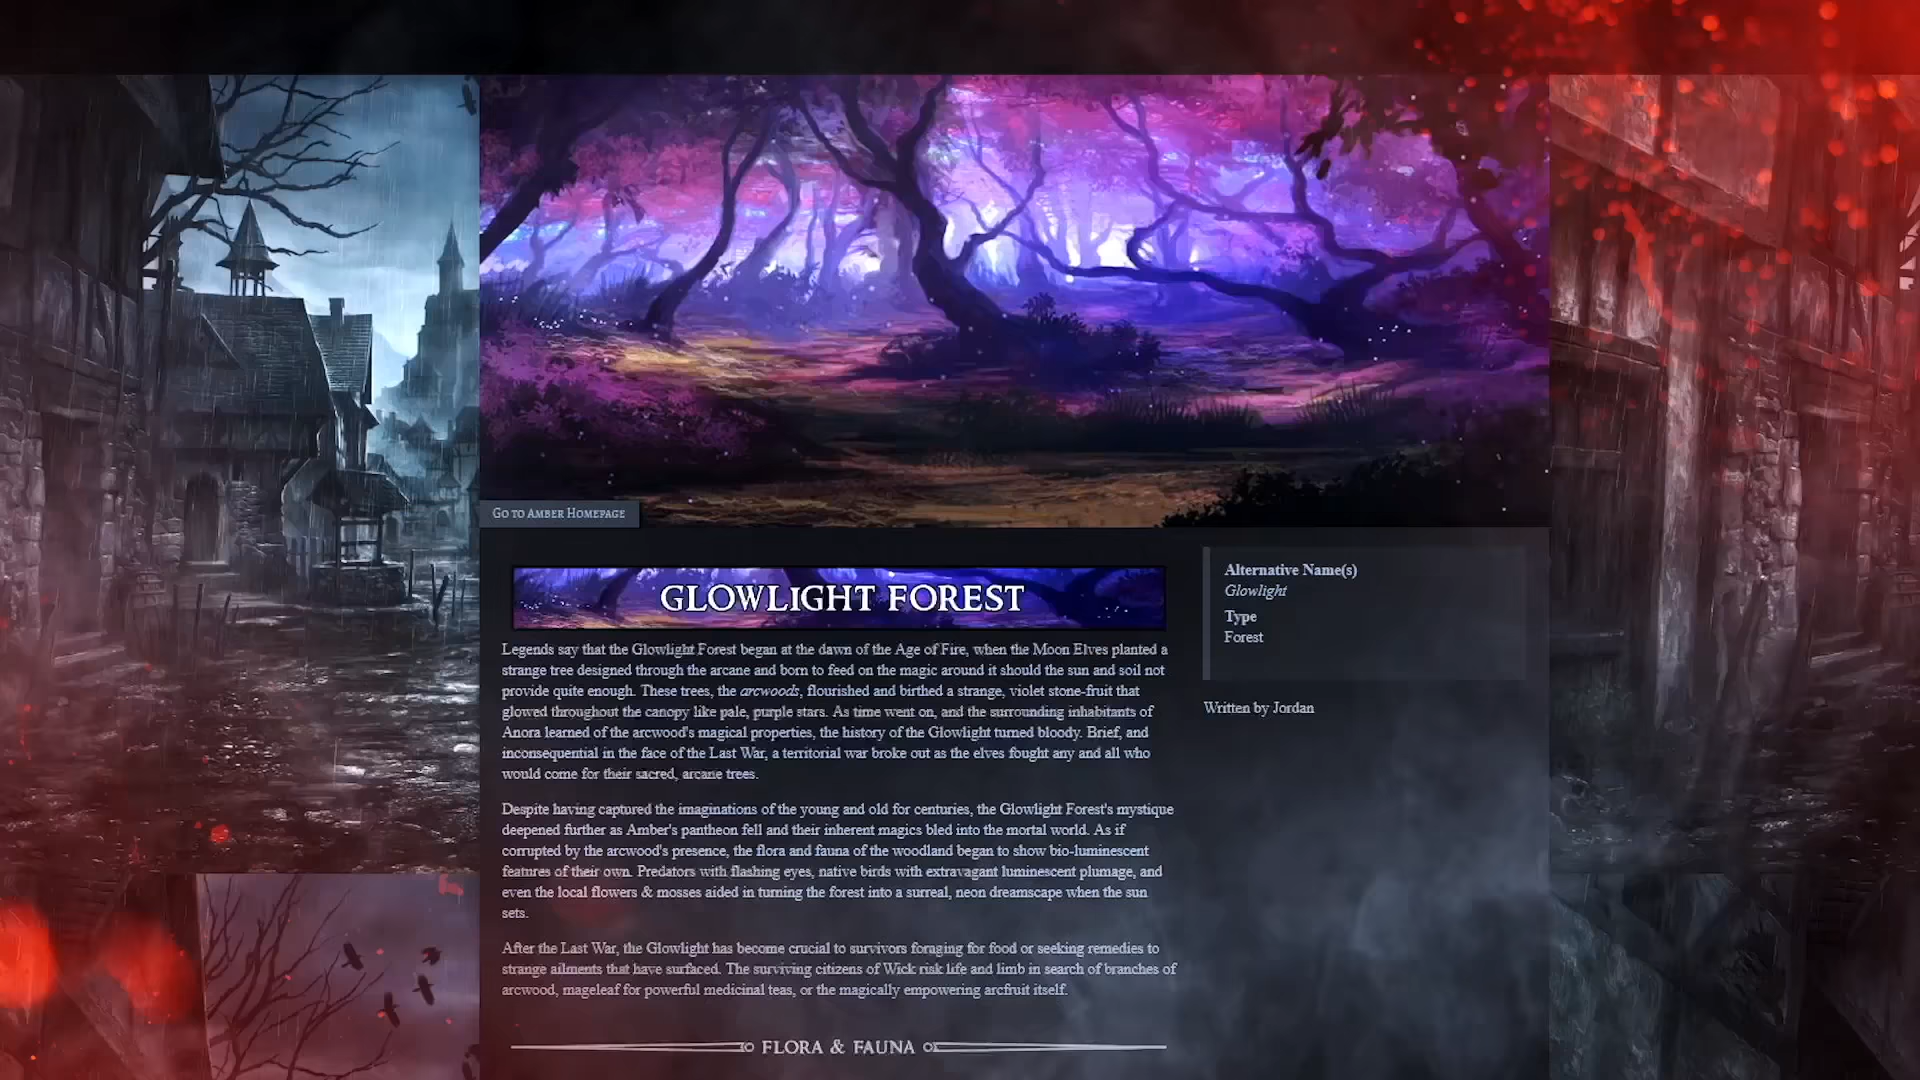 Go to Amber Homepage
GLOWLIGHT FOREST
Legends say that the Glowlight Forest began at the dawn of the Age of Fire, when the Moon Elves planted a
strange tree designed through the arcane and born to feed on the magic around it should the sun and soil not
provide quite enough. These trees, the arcwoods, flourished and birthed a strange, violet stone-fruit that
glowed throughout the canopy like pale, purple stars. As time went on, and the surrounding inhabitants of
Anora learned of the arcwood's magical properties, the history of the Glowlight turned bloody. Brief, and
inconsequential in the face of the Last War, a territorial war broke out as the elves fought any and all who
would come for their sacred, arcane trees.
Despite having captured the imaginations of the young and old for centuries, the Glowlight Forest's mystique
deepened further as Amber's pantheon fell and their inherent magics bled into the mortal world. As if
corrupted by the arcwood's presence, the flora and fauna of the woodland began to show bio-luminescent
features of their own. Predators with flashing eyes, native birds with extravagant luminescent plumage, and
even the local flowers & mosses aided in turning the forest into a surreal, neon dreamscape when the sun
sets.
After the Last War, the Glowlight has become crucial to survivors foraging for food or seeking remedies to
strange ailments that have surfaced. The surviving citizens of Wick risk life and limb in search of branches of
arcwood, mageleaf for powerful medicinal teas, or the magically empowering arcfruit itself.
FLORA & FAUNA
Alternative Name(s)
Glowlight
Type
Forest
Written by Jordan